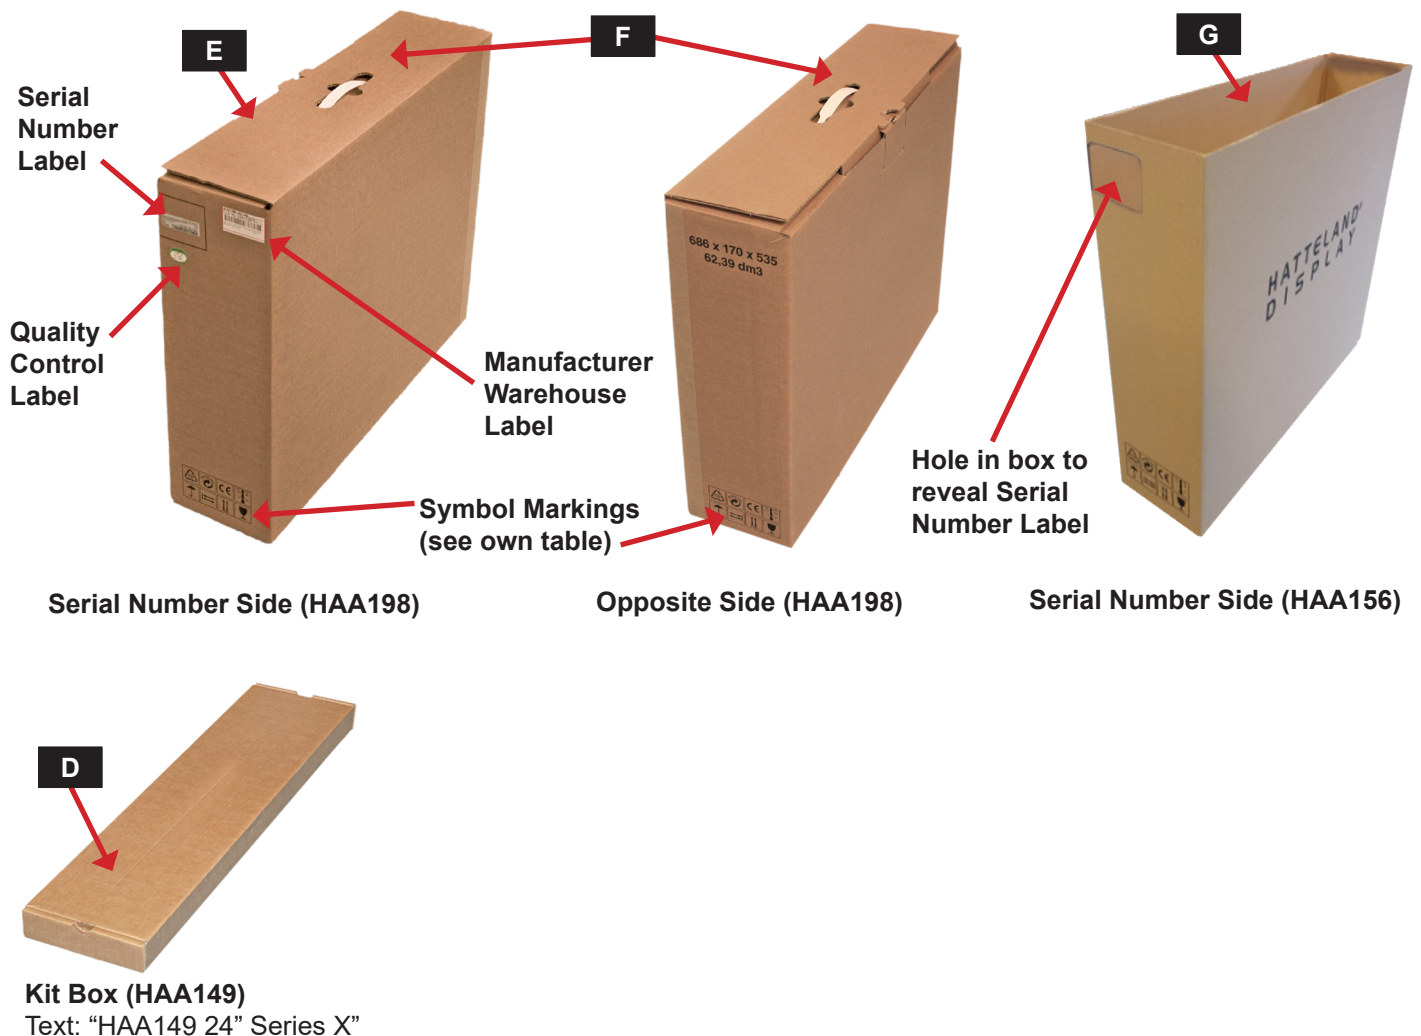 E
F
G
Serial
Number
Label
686 x 170 x 535
62,39 dm3
HATTELAND®
DISPLAY
Quality
Control
Label
Manufacturer
Warehouse
Label
Hole in box to
reveal Serial
Number Label
Symbol Markings
(see own table)
Serial Number Side (HAA198)
Opposite Side (HAA198)
Serial Number Side (HAA156)
D
Kit Box (HAA149)
Text: “HAA149 24” Series X”